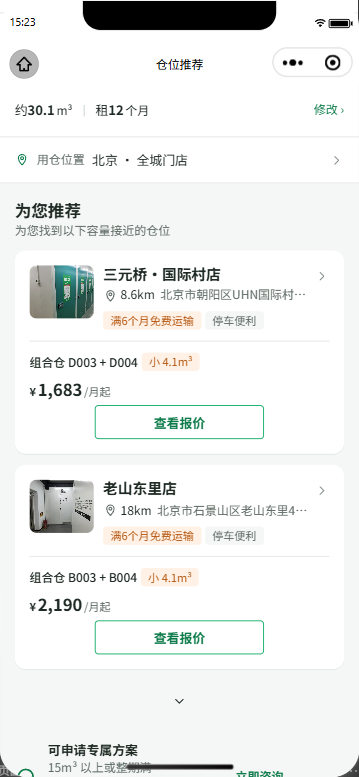 15:23
仓位推荐
约30.1m³ | 租12个月 修改 ›
用仓位置 北京 · 全城门店
为您推荐
为您找到以下容量接近的仓位
三元桥·国际村店
8.6km 北京市朝阳区UHN国际村…
满6个月免费运输 停车便利
组合仓 D003 + D004 小 4.1m³
¥1,683/月起
查看报价
老山东里店
18km 北京市石景山区老山东里4…
满6个月免费运输 停车便利
组合仓 B003 + B004 小 4.1m³
¥2,190/月起
查看报价
可申请专属方案
15m³ 以上或整期满
立即咨询